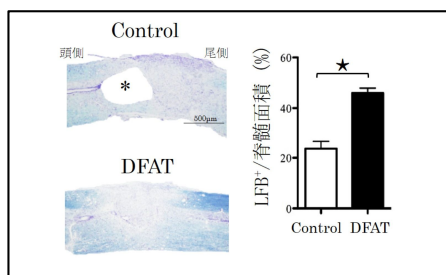 Control
頭側
尾側
*
500μm
DFAT
LFB⁺/脊髄面積 (%)
60
40
20
0
★
Control DFAT